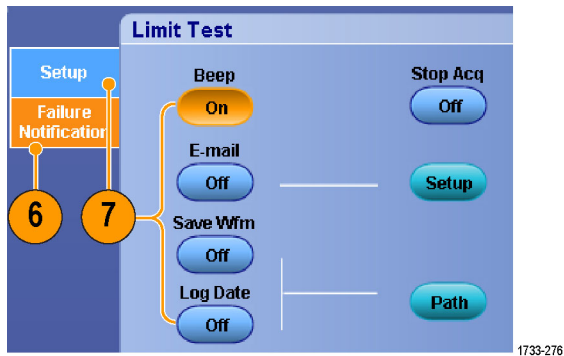 Limit Test
Setup
Failure
Notification
6
7
Beep
On
Stop Acq
Off
E-mail
Off
Setup
Save Wfm
Off
Log Date
Off
Path
1733-276